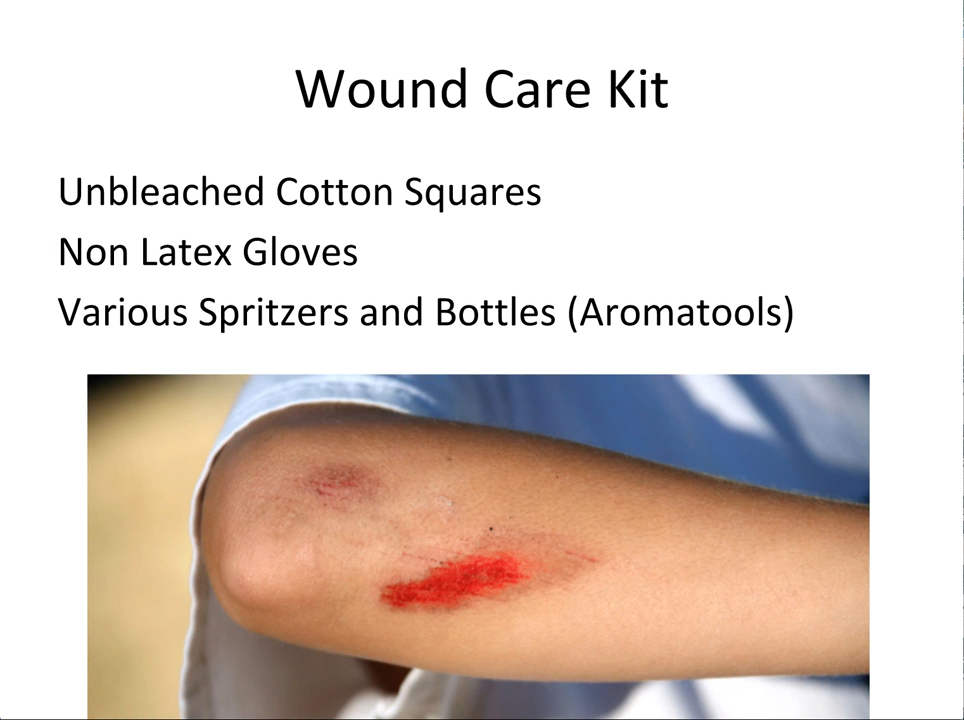 Wound Care Kit
Unbleached Cotton Squares
Non Latex Gloves
Various Spritzers and Bottles (Aromatools)